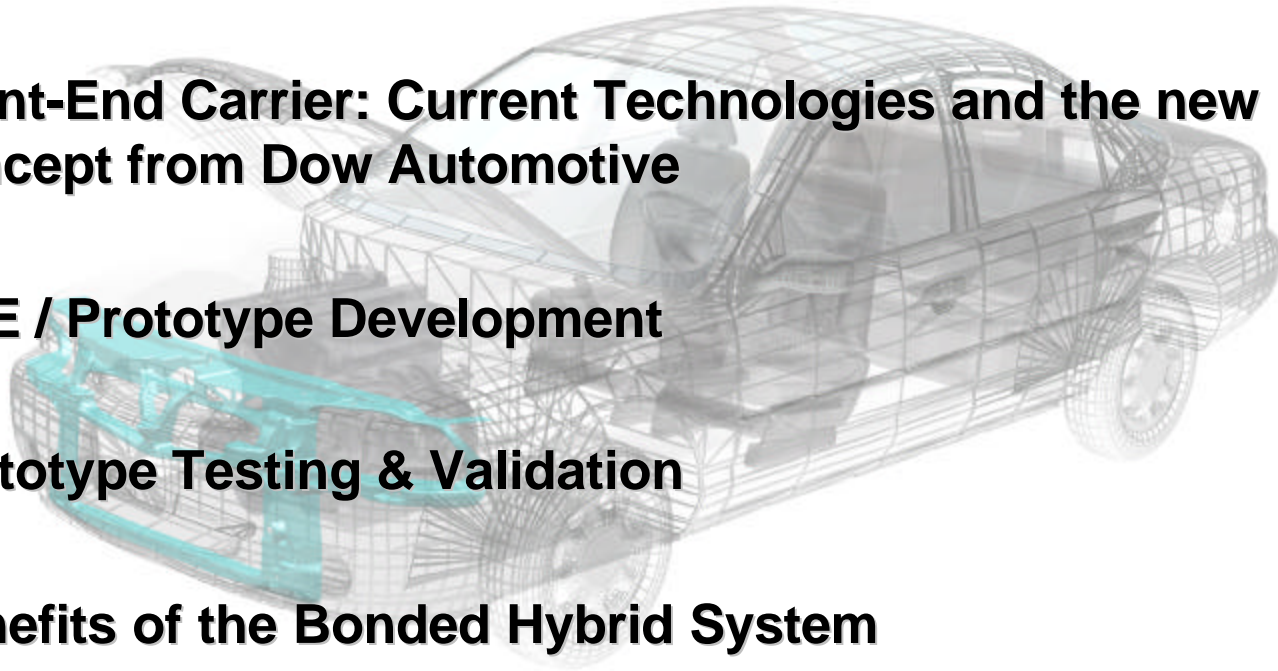 nt-End Carrier: Current Technologies and the new
ncept from Dow Automotive
E / Prototype Development
totype Testing & Validation
nefits of the Bonded Hybrid System